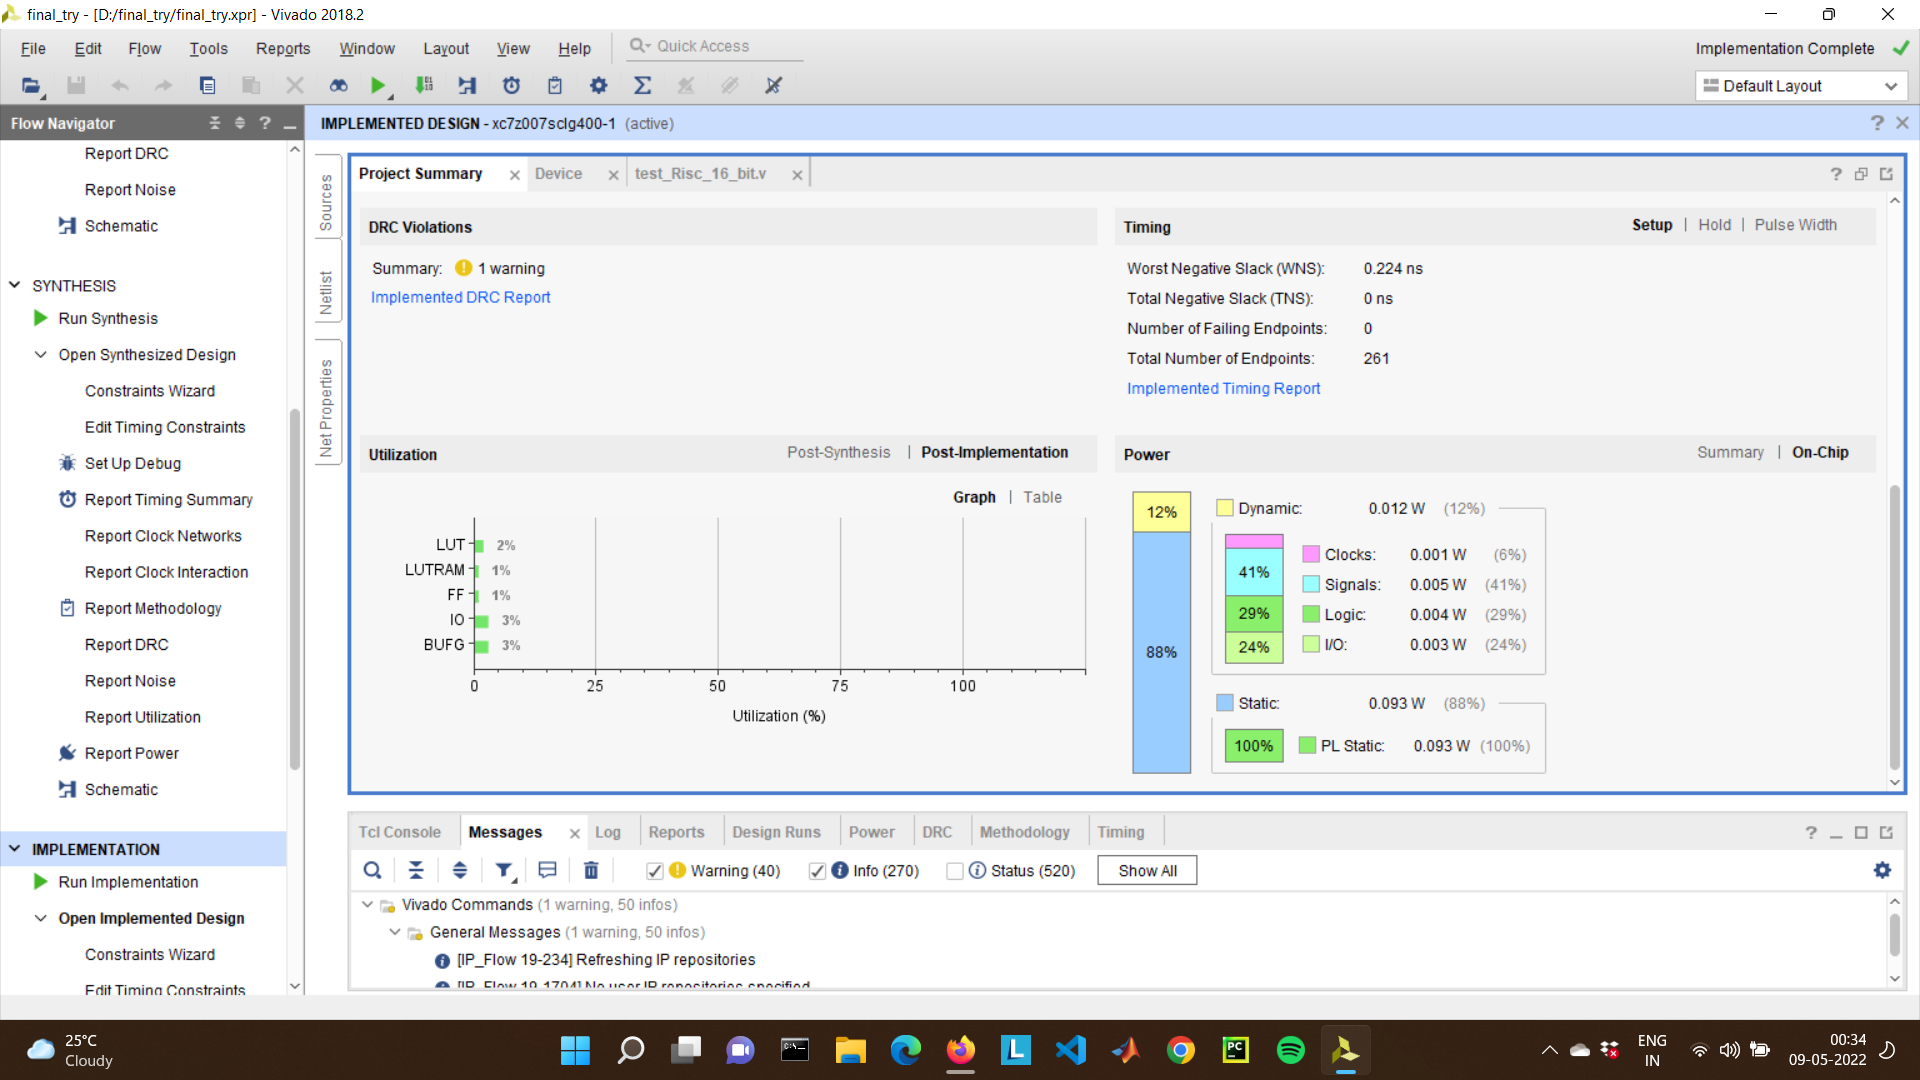 final_try - [D:/final_try/final_try.xpr] - Vivado 2018.2
File Edit Flow Tools Reports Window Layout View Help Quick Access
Implementation Complete
Default Layout
Flow Navigator
Report DRC
Report Noise
Schematic
SYNTHESIS
Run Synthesis
Open Synthesized Design
Constraints Wizard
Edit Timing Constraints
Set Up Debug
Report Timing Summary
Report Clock Networks
Report Clock Interaction
Report Methodology
Report DRC
Report Noise
Report Utilization
Report Power
Schematic
IMPLEMENTATION
Run Implementation
Open Implemented Design
Constraints Wizard
Edit Timing Constraints
IMPLEMENTED DESIGN - xc7z007sclg400-1 (active)
Sources
Netlist
Net Properties
Project Summary Device test_Risc_16_bit.v
DRC Violations
Summary: 1 warning
Implemented DRC Report
Timing Setup | Hold | Pulse Width
Worst Negative Slack (WNS): 0.224 ns
Total Negative Slack (TNS): 0 ns
Number of Failing Endpoints: 0
Total Number of Endpoints: 261
Implemented Timing Report
Utilization Post-Synthesis | Post-Implementation
Graph | Table
LUT 2%
LUTRAM 1%
FF 1%
IO 3%
BUFG 3%
0 25 50 75 100
Utilization (%)
Power Summary | On-Chip
12%
88%
Dynamic: 0.012 W (12%)
41%
29%
24%
Clocks: 0.001 W (6%)
Signals: 0.005 W (41%)
Logic: 0.004 W (29%)
I/O: 0.003 W (24%)
Static: 0.093 W (88%)
100% PL Static: 0.093 W (100%)
Tcl Console Messages Log Reports Design Runs Power DRC Methodology Timing
Warning (40) Info (270) Status (520) Show All
Vivado Commands (1 warning, 50 infos)
General Messages (1 warning, 50 infos)
[IP_Flow 19-234] Refreshing IP repositories
[IP_Flow 19-1704] No user IP repositories specified
25°C
Cloudy
ENG
IN
00:34
09-05-2022